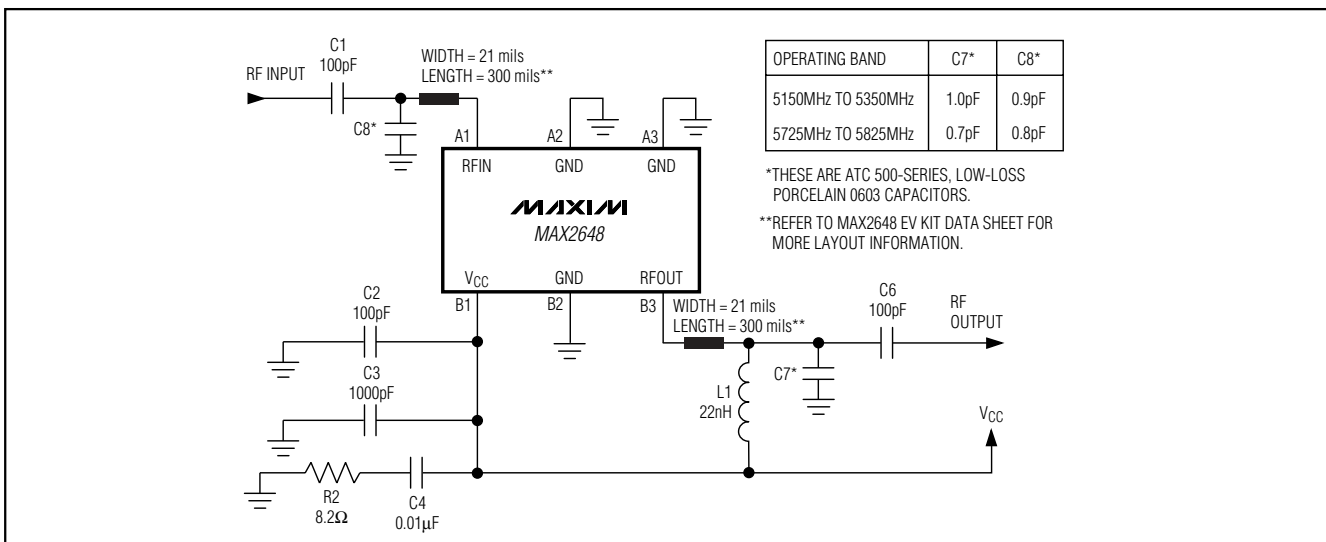 C1
100pF
RF INPUT
WIDTH = 21 mils
LENGTH = 300 mils**
C8*
A1
A2
A3
RFIN
GND
GND
MAXIM
MAX2648
VCC
GND
RFOUT
B1
B2
B3
OPERATING BAND C7* C8*
5150MHz TO 5350MHz 1.0pF 0.9pF
5725MHz TO 5825MHz 0.7pF 0.8pF
*THESE ARE ATC 500-SERIES, LOW-LOSS
PORCELAIN 0603 CAPACITORS.
**REFER TO MAX2648 EV KIT DATA SHEET FOR
MORE LAYOUT INFORMATION.
C2
100pF
C3
1000pF
R2
8.2Ω
C4
0.01μF
WIDTH = 21 mils
LENGTH = 300 mils**
C6
100pF
RF
OUTPUT
C7*
L1
22nH
VCC